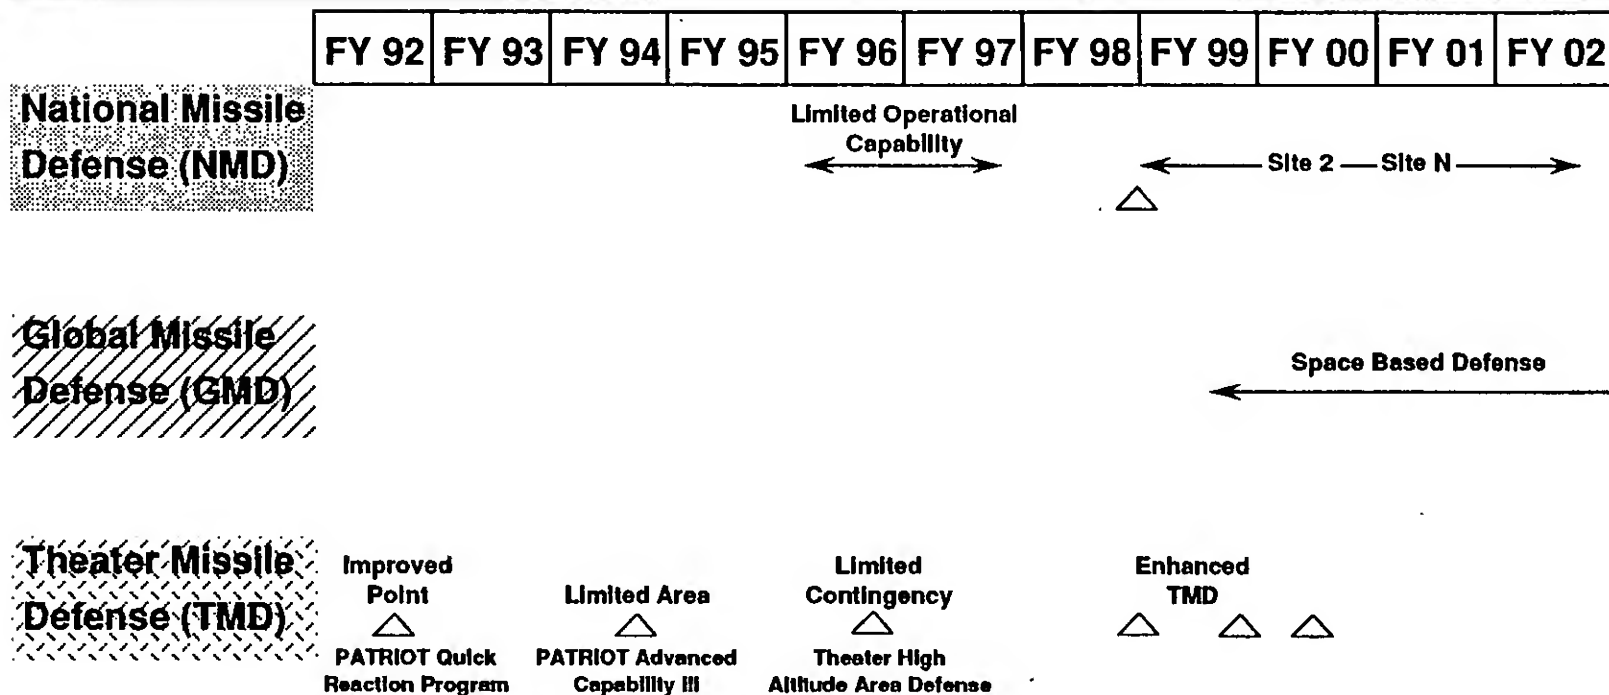 FY 92 FY 93 FY 94 FY 95 FY 96 FY 97 FY 98 FY 99 FY 00 FY 01 FY 02
National Missile
Defense (NMD)
Limited Operational
Capability
Site 2 — Site N
Global Missile
Defense (GMD)
Space Based Defense
Theater Missile
Defense (TMD)
Improved
Point
PATRIOT Quick
Reaction Program
Limited Area
PATRIOT Advanced
Capability III
Limited
Contingency
Theater High
Altitude Area Defense
Enhanced
TMD